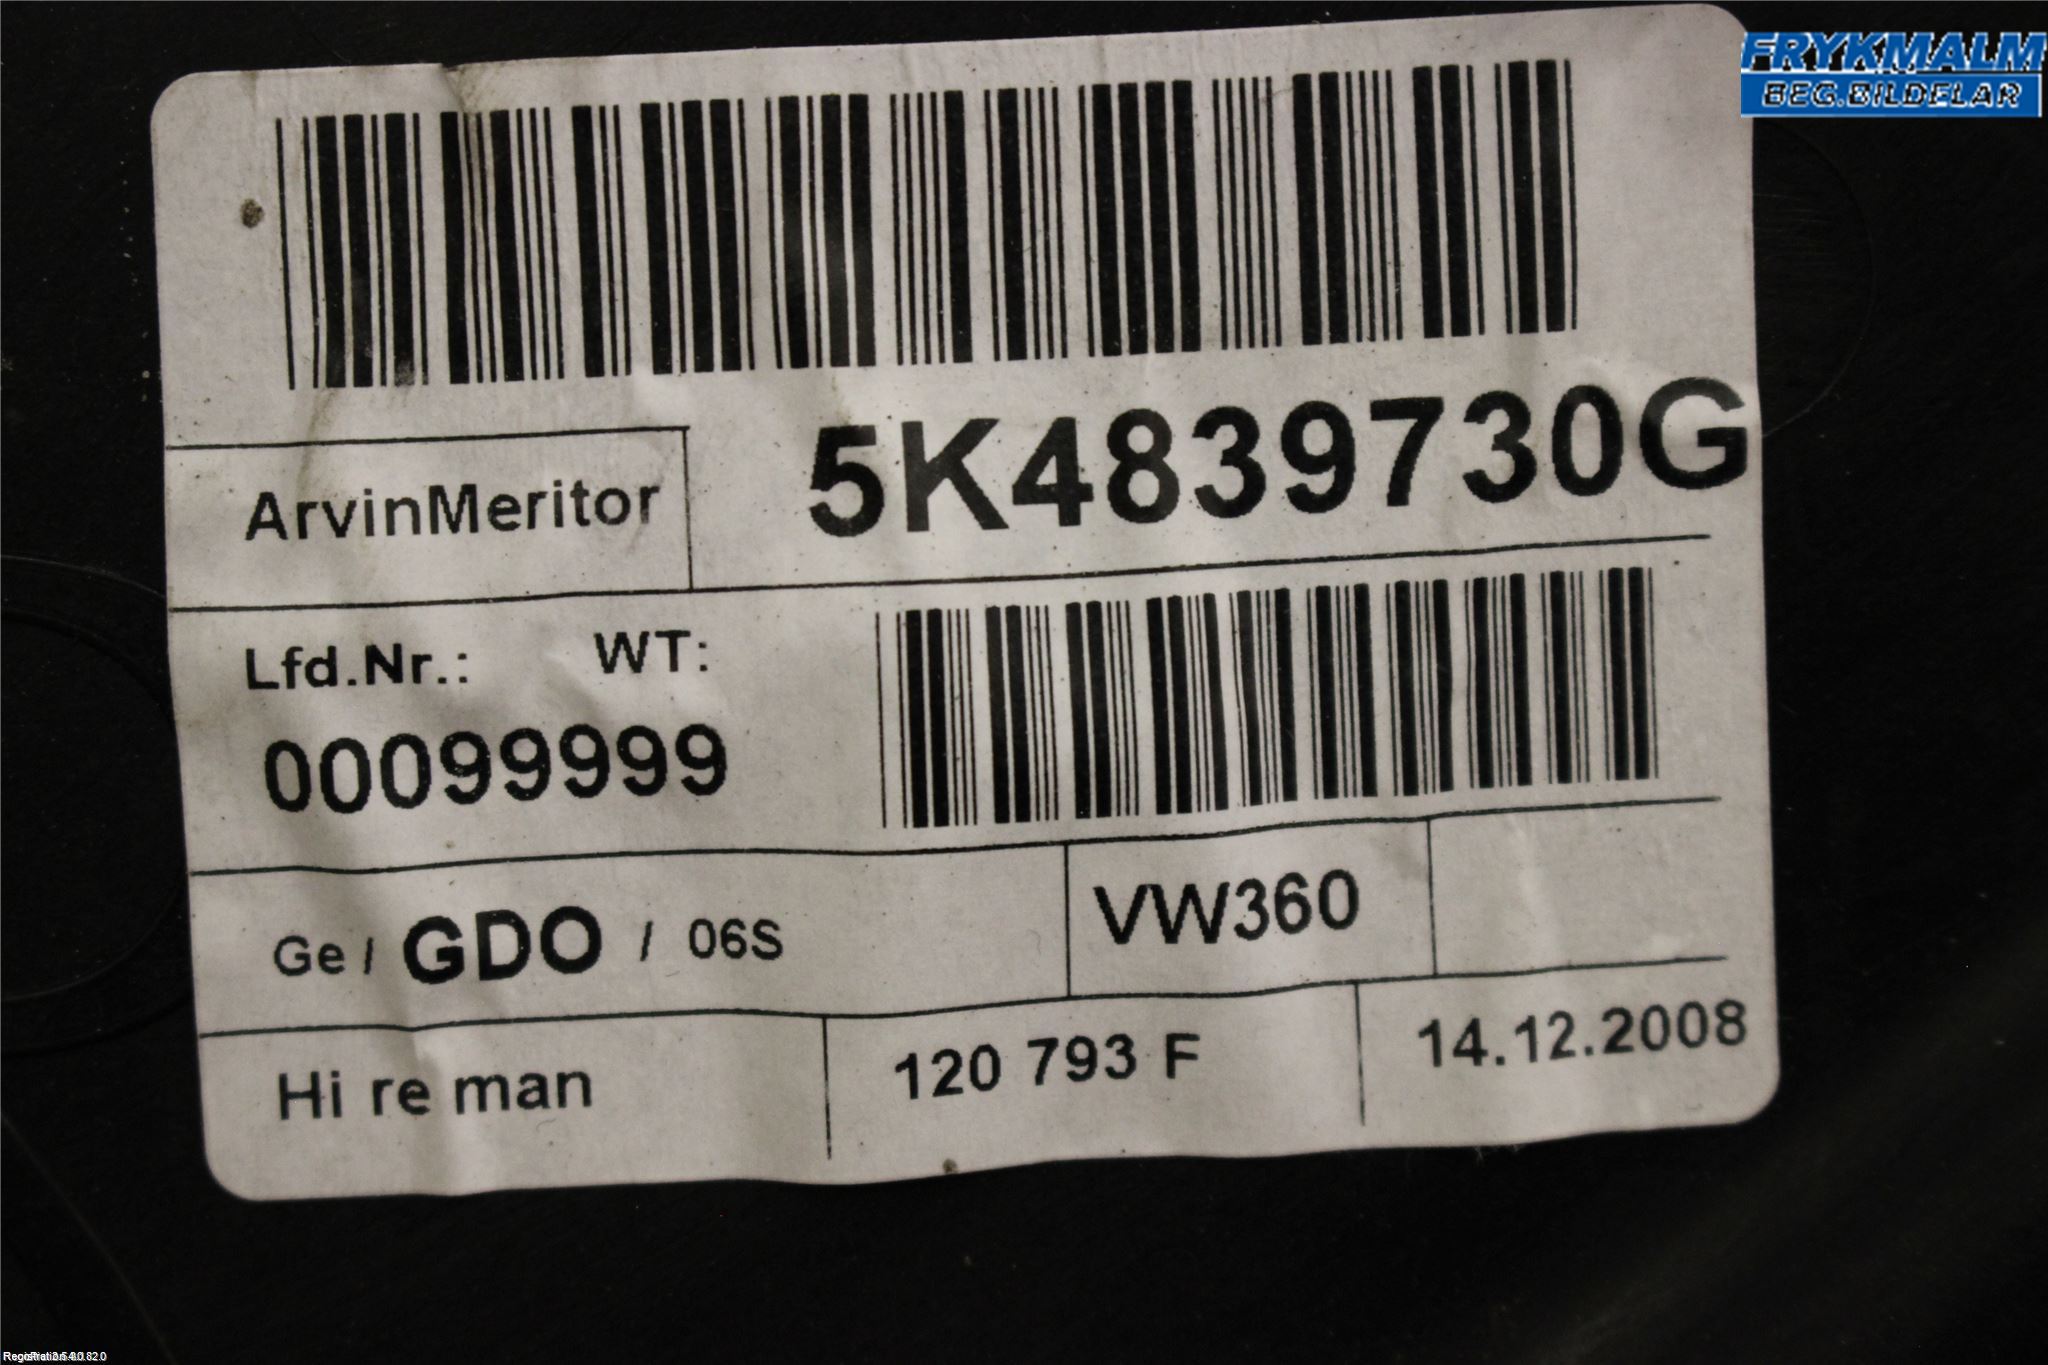 FRYKMALM
BEG.BILDELAR
5K4839730G
ArvinMeritor
Lfd.Nr.: WT:
00099999
Ge / GDO / 06S
VW360
Hi re man
120 793 F
14.12.2008